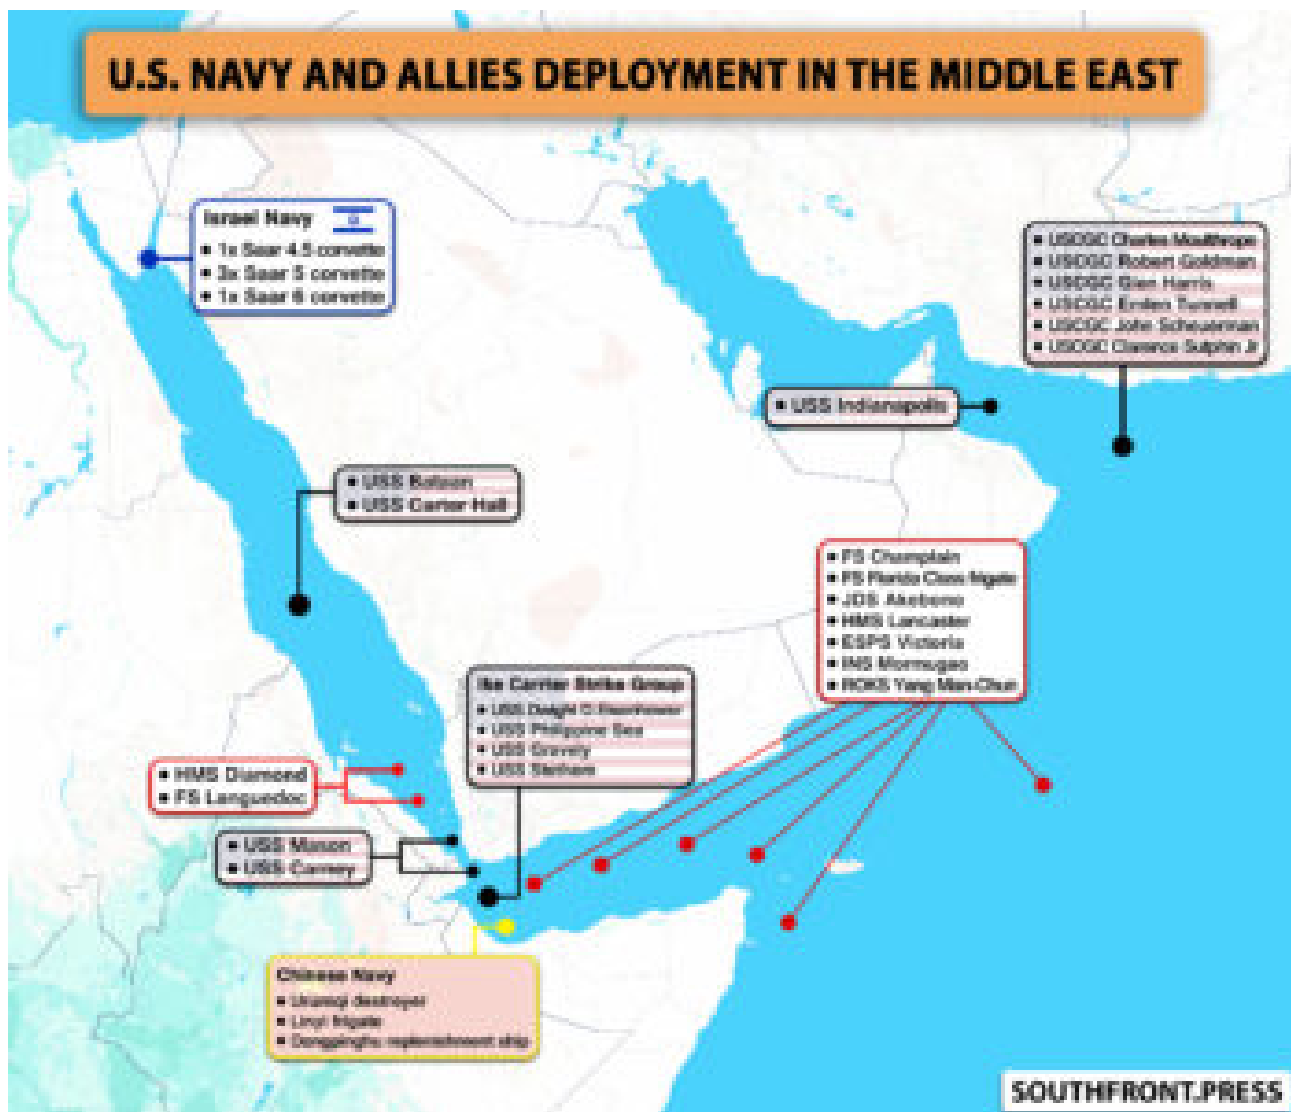 U.S. NAVY AND ALLIES DEPLOYMENT IN THE MIDDLE EAST
Israel Navy
• 1x Saar 4.5 corvette
• 3x Saar 5 corvette
• 1x Saar 6 corvette
• USCGC Charles Moulthrope
• USCGC Robert Goldman
• USCGC Glen Harris
• USCGC Emlen Tunnell
• USCGC John Scheuerman
• USCGC Clarence Sutphin Jr
• USS Indianapolis
• USS Bataan
• USS Carter Hall
• FS Champlain
• FS Class frigate
• JDS Akebono
• HMS Lancaster
• ESPS Victoria
• INS Mormugao
• ROKS Yang Man-Chun
Ike Carrier Strike Group
• USS Dwight D Eisenhower
• USS Philippine Sea
• USS Gravely
• USS
• HMS Diamond
• FS Languedoc
• USS Mason
• USS Carney
Chinese Navy
• Urumqi destroyer
• Linyi frigate
• replenishment ship
SOUTHFRONT.PRESS